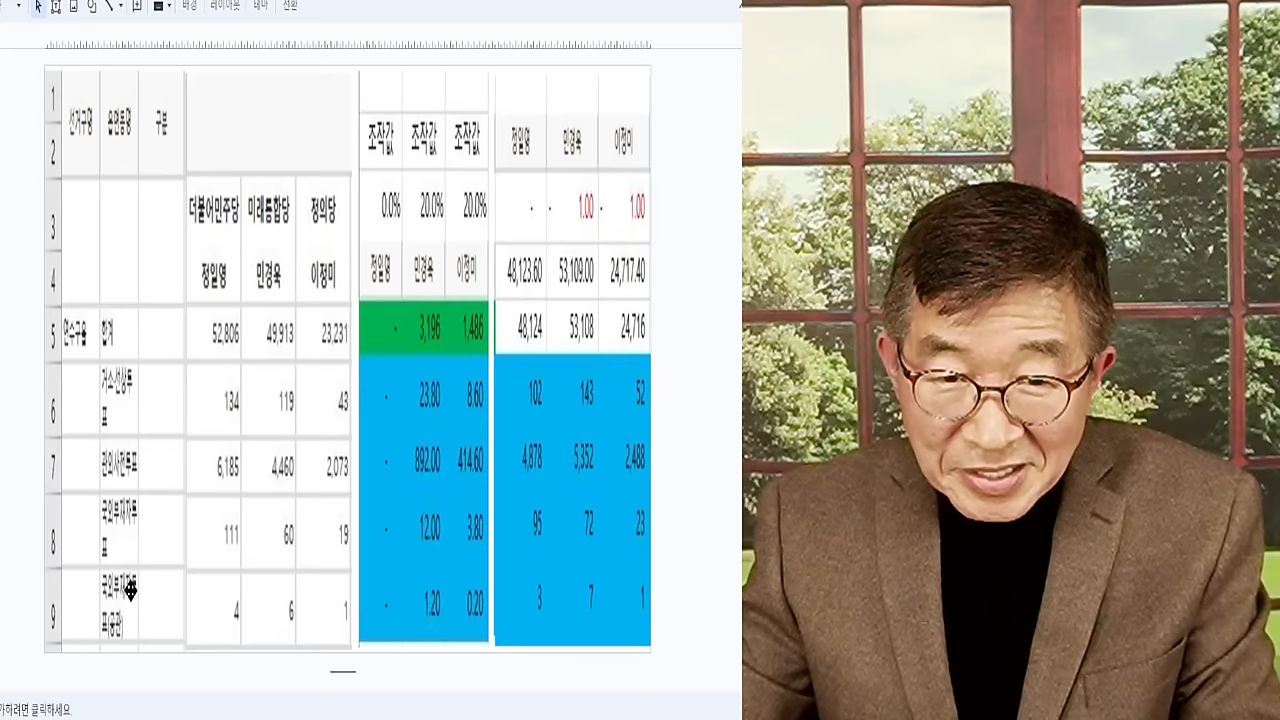 배경 레이아웃 테마 전환
1
2 선거구명 읍면동명 구분 조작값 조작값 조작값 정일영 민경욱 이정미
3 더불어민주당 미래통합당 정의당 0.0% 20.0% 20.0% - - 1.00 - 1.00
4 정일영 민경욱 이정미 정일영 민경욱 이정미 48,123.60 53,109.00 24,717.40
5 연수구을 합계 52,806 49,913 23,231 - 3,196 1,486 48,124 53,108 24,716
거소·선상투
6 표 134 119 43 - 23.80 8.60 102 143 52
7 관외사전투표 6,185 4,460 2,073 - 892.00 414.60 4,878 5,352 2,488
국외부재자투
8 표 111 60 19 - 12.00 3.80 95 72 23
국외부재자투
9 표(공관) 4 6 1 - 1.20 0.20 3 7 1
가하려면 클릭하세요.